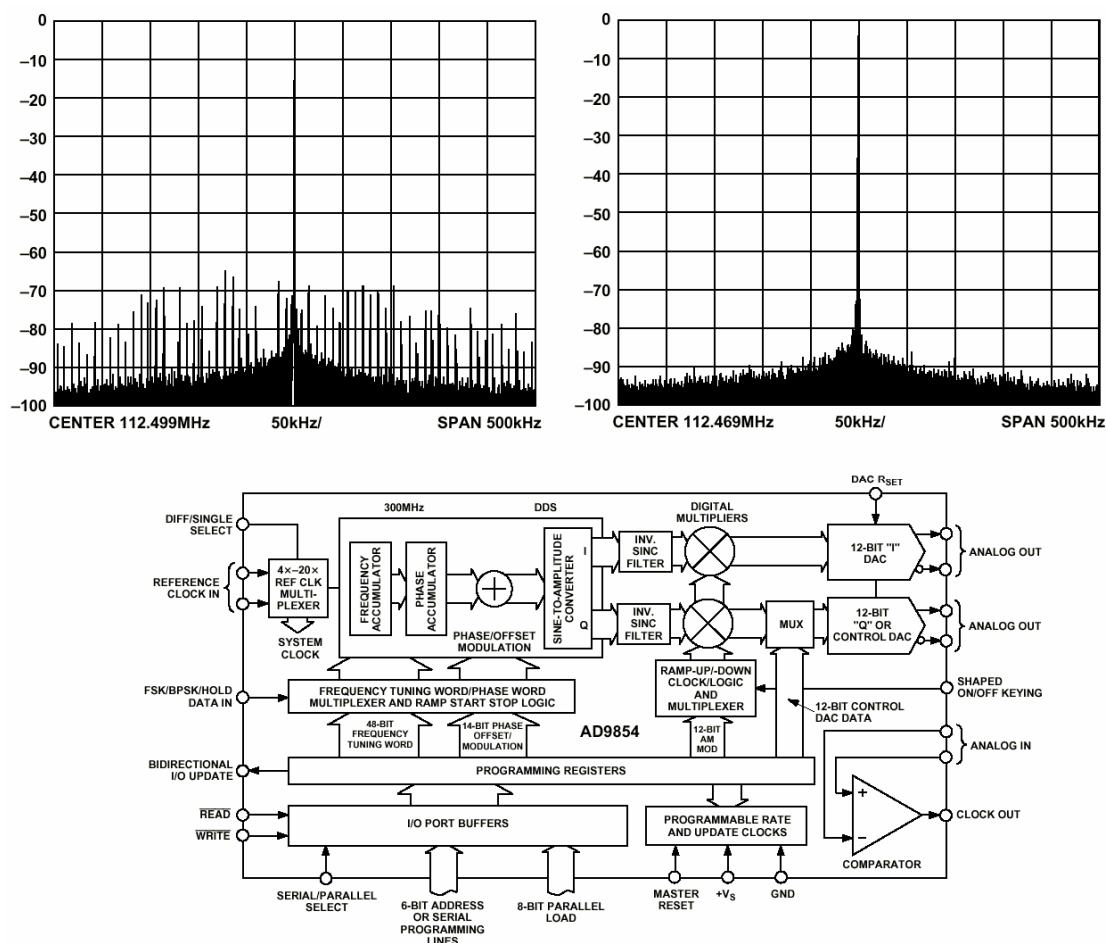 0
–10
–20
–30
–40
–50
–60
–70
–80
–90
–100
CENTER 112.499MHz 50kHz/ SPAN 500kHz
0
–10
–20
–30
–40
–50
–60
–70
–80
–90
–100
CENTER 112.469MHz 50kHz/ SPAN 500kHz
DAC RSET
DIFF/SINGLE
SELECT
300MHz DDS
DIGITAL
MULTIPLIERS
REFERENCE
CLOCK IN
4×–20×
REF CLK
MULTI-
PLEXER
SYSTEM
CLOCK
FREQUENCY
ACCUMULATOR
PHASE
ACCUMULATOR
PHASE/OFFSET
MODULATION
SINE-TO-AMPLITUDE
CONVERTER
I
Q
INV.
SINC
FILTER
INV.
SINC
FILTER
MUX
12-BIT "I"
DAC
ANALOG OUT
12-BIT
"Q" OR
CONTROL DAC
ANALOG OUT
FSK/BPSK/HOLD
DATA IN
FREQUENCY TUNING WORD/PHASE WORD
MULTIPLEXER AND RAMP START STOP LOGIC
RAMP-UP/-DOWN
CLOCK/LOGIC
AND
MULTIPLEXER
SHAPED
ON/OFF KEYING
12-BIT CONTROL
DAC DATA
48-BIT
FREQUENCY
TUNING WORD
14-BIT PHASE
OFFSET/
MODULATION
AD9854
12-BIT
AM
MOD
ANALOG IN
BIDIRECTIONAL
I/O UPDATE
PROGRAMMING REGISTERS
READ
WRITE
I/O PORT BUFFERS
PROGRAMMABLE RATE
AND UPDATE CLOCKS
+
–
CLOCK OUT
COMPARATOR
SERIAL/PARALLEL
SELECT
6-BIT ADDRESS
OR SERIAL
PROGRAMMING
LINES
8-BIT PARALLEL
LOAD
MASTER
RESET
+VS
GND